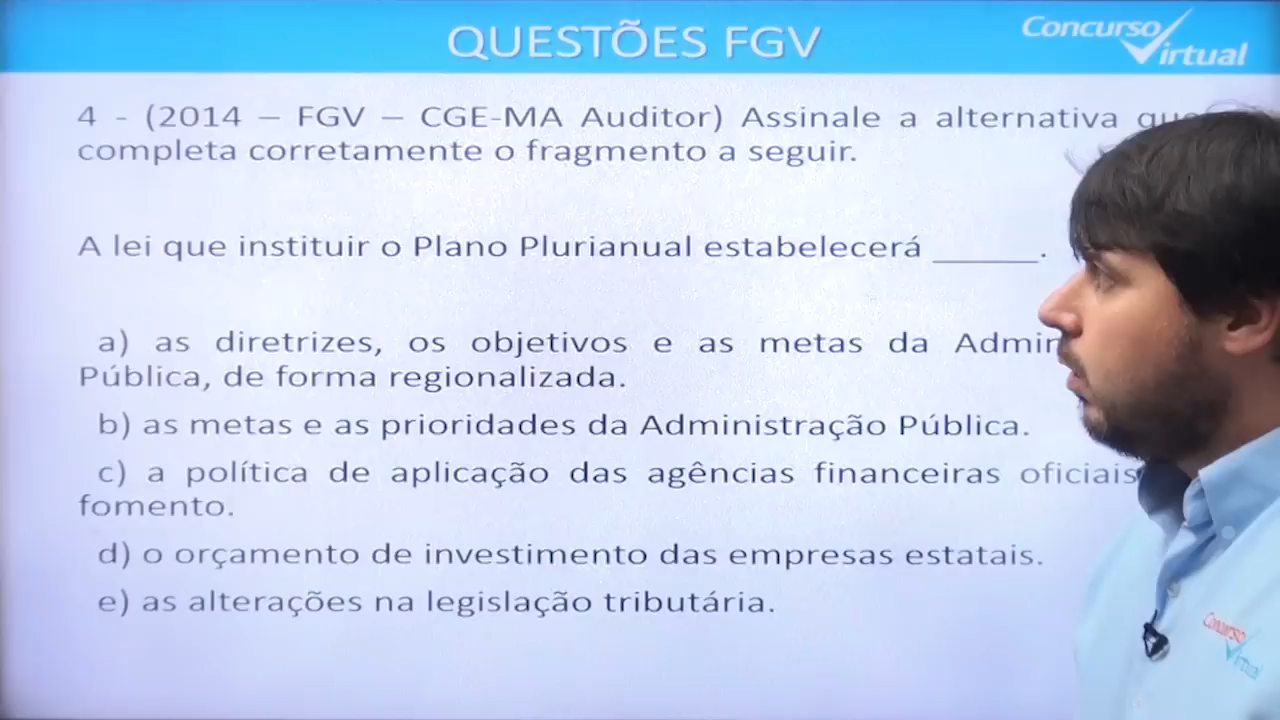 QUESTÕES FGV
Concurso Virtual
4 - (2014 – FGV – CGE-MA Auditor) Assinale a alternativa
completa corretamente o fragmento a seguir.
A lei que instituir o Plano Plurianual estabelecerá ______.
a) as diretrizes, os objetivos e as metas da
Pública, de forma regionalizada.
b) as metas e as prioridades da Administração Pública.
c) a política de aplicação das agências financeiras oficiais
fomento.
d) o orçamento de investimento das empresas estatais.
e) as alterações na legislação tributária.
Concurso
Virtual